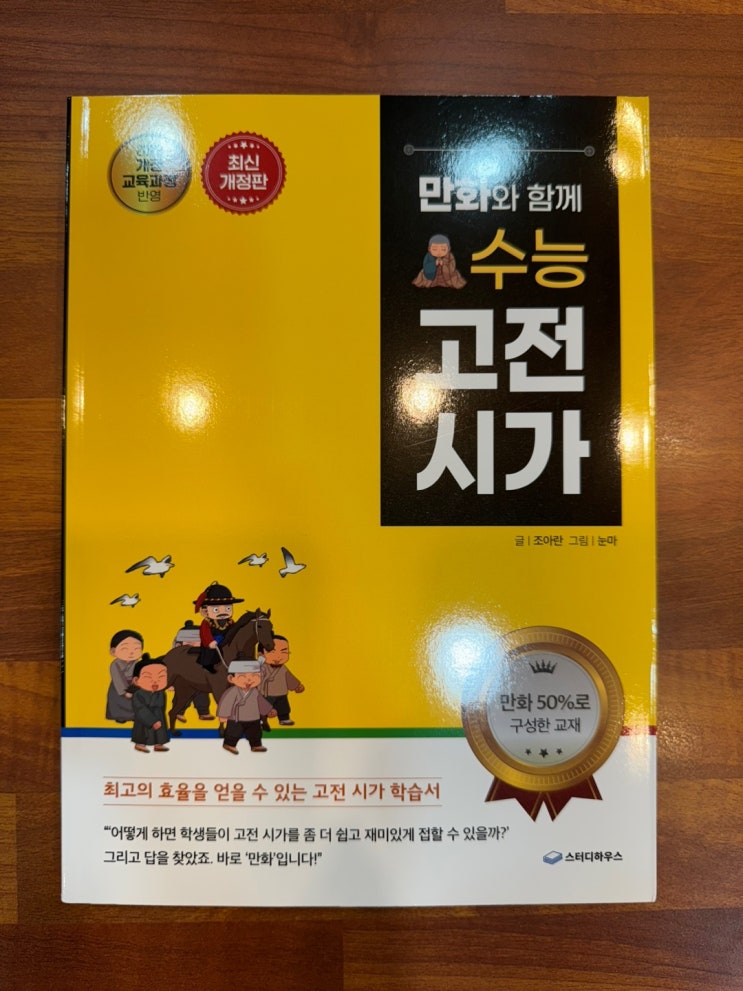 개정
교육과정
반영
최신
개정판
만화와 함께
수능
고전
시가
글 | 조아란 그림 | 눈마
만화 50%로
구성한 교재
최고의 효율을 얻을 수 있는 고전 시가 학습서
“‘어떻게 하면 학생들이 고전 시가를 좀 더 쉽고 재미있게 접할 수 있을까?’
그리고 답을 찾았죠. 바로 ‘만화’입니다!”
스터디하우스